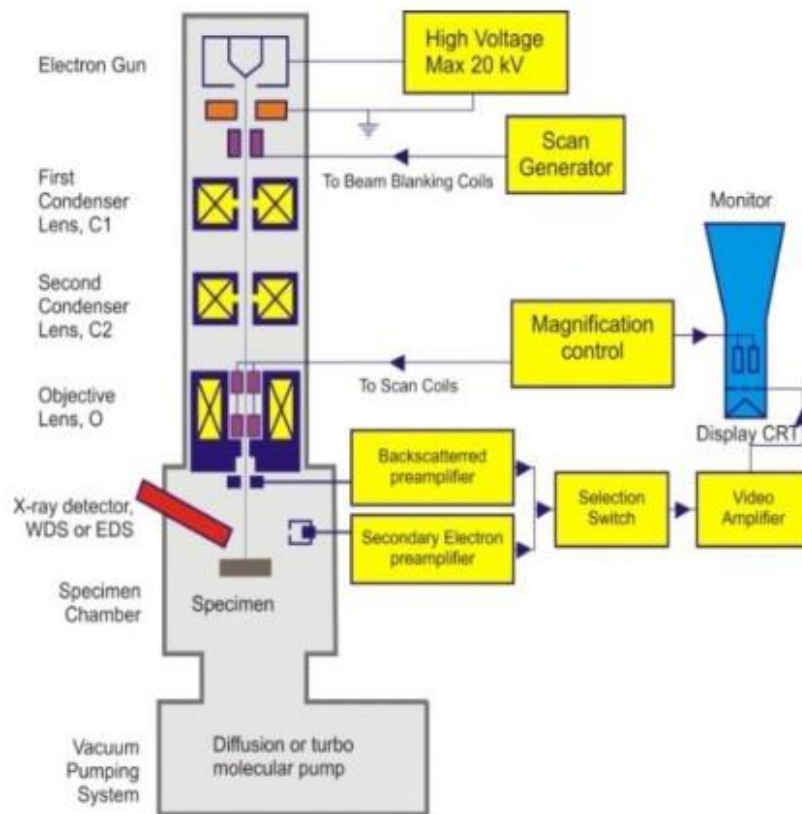 Electron Gun
High Voltage
Max 20 kV
Scan
Generator
To Beam Blanking Coils
First
Condenser
Lens, C1
Monitor
Second
Condenser
Lens, C2
Magnification
control
To Scan Coils
Objective
Lens, O
Display CRT
Backscatterred
preamplifier
X-ray detector,
WDS or EDS
Selection
Switch
Video
Amplifier
Secondary Electron
preamplifier
Specimen
Chamber
Specimen
Vacuum
Pumping
System
Diffusion or turbo
molecular pump